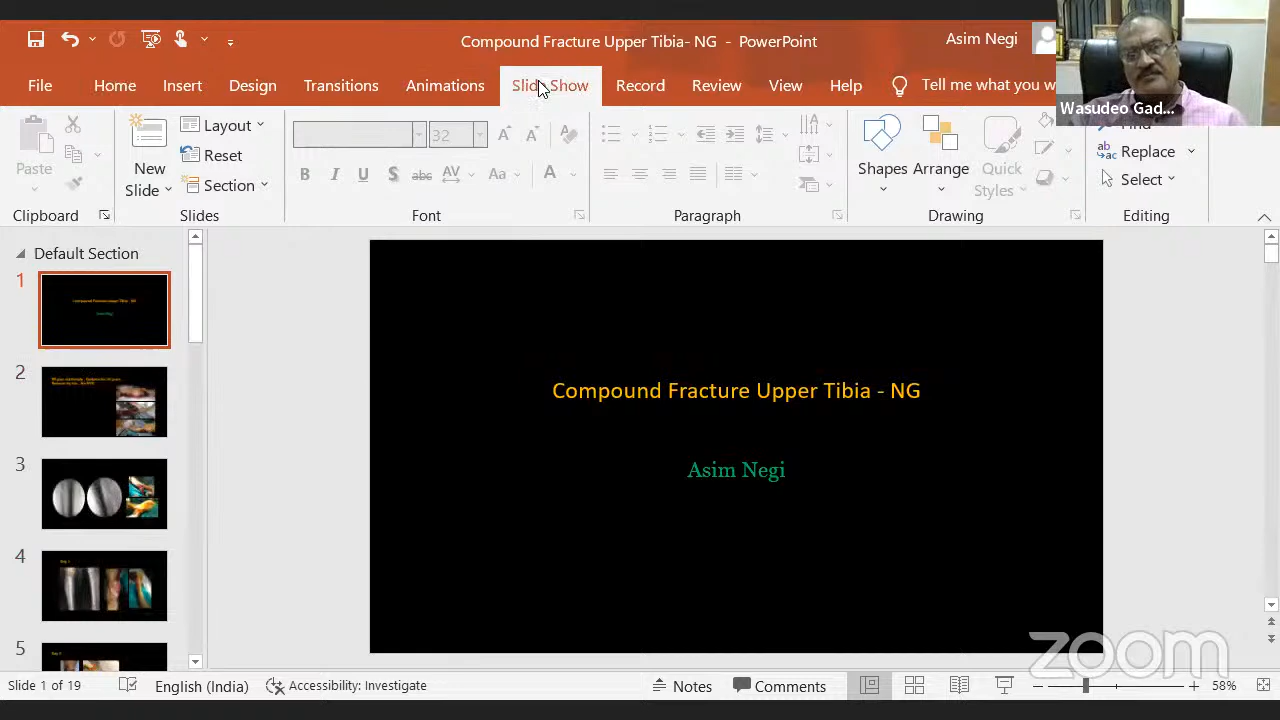 Compound Fracture Upper Tibia- NG - PowerPoint
Asim Negi
File Home Insert Design Transitions Animations Slide Show Record Review View Help Tell me what you w
Wasudeo Gad...
Paste
New
Slide
Layout
Reset
Section
32
Shapes
Arrange
Quick
Styles
Find
Replace
Select
Clipboard Slides Font Paragraph Drawing Editing
Default Section
1
2
3
4
5
Compound Fracture Upper Tibia - NG
Asim Negi
zoom
Slide 1 of 19 English (India) Accessibility: Investigate Notes Comments 58%